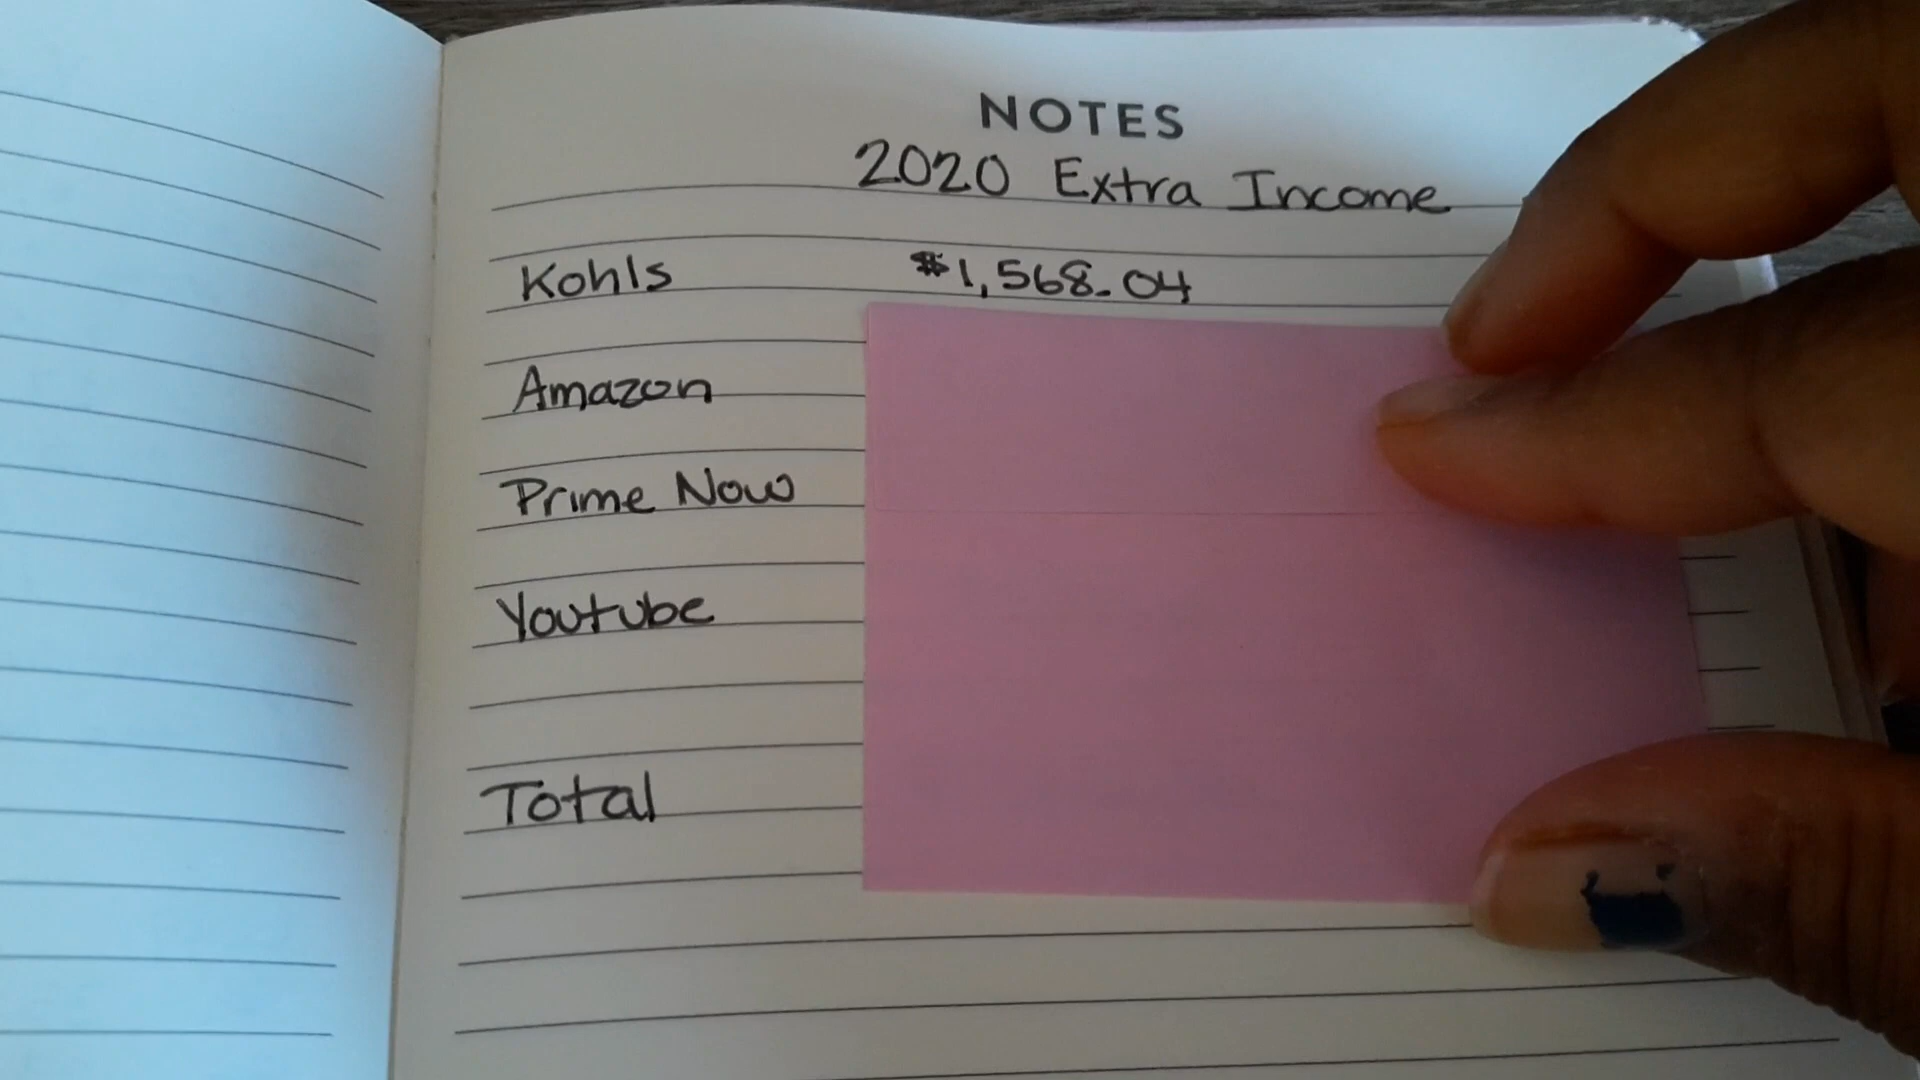 NOTES
2020 Extra Income
Kohls $1,568.04
Amazon
Prime Now
Youtube
Total